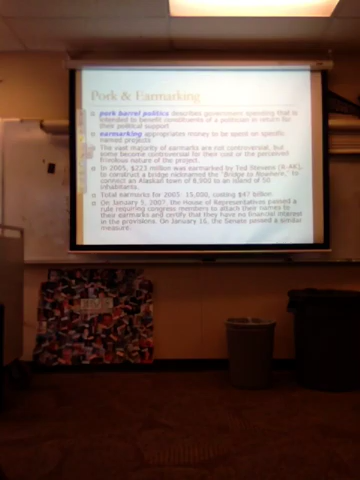 Pork & Earmarking
pork barrel politics describes government spending that is
intended to benefit constituents of a politician in return for
their political support
earmarking appropriates money to be spent on specific,
named projects
The vast majority of earmarks are not controversial, but
some become controversial for their cost or the perceived
frivolous nature of the project
In 2005, $223 million was earmarked by Ted Stevens (R-AK),
to construct a bridge nicknamed the "Bridge to Nowhere," to
connect an Alaskan town of 8,900 to an island of 50
inhabitants.
Total earmarks for 2003: 15,000, costing $47 billion
On January 5, 2007, the House of Representatives passed a
rule requiring congress members to attach their names to
their earmarks and certify that they have no financial interest
in the provisions. On January 16, the Senate passed a similar
measure.